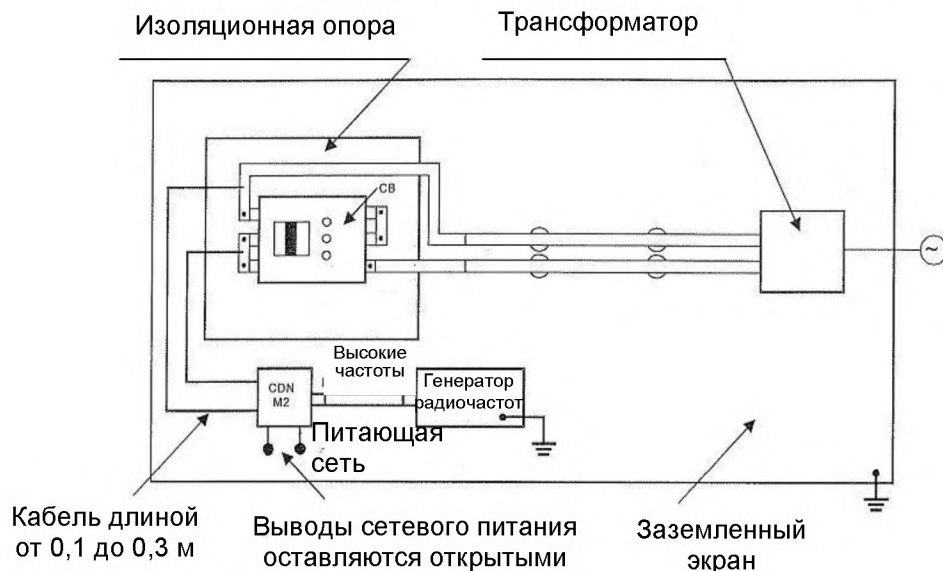 Изоляционная опора
Трансформатор
СВ
~
Высокие
частоты
Генератор
радиочастот
CDN
M2
Питающая
сеть
Кабель длиной
от 0,1 до 0,3 м
Выводы сетевого питания
оставляются открытыми
Заземленный
экран